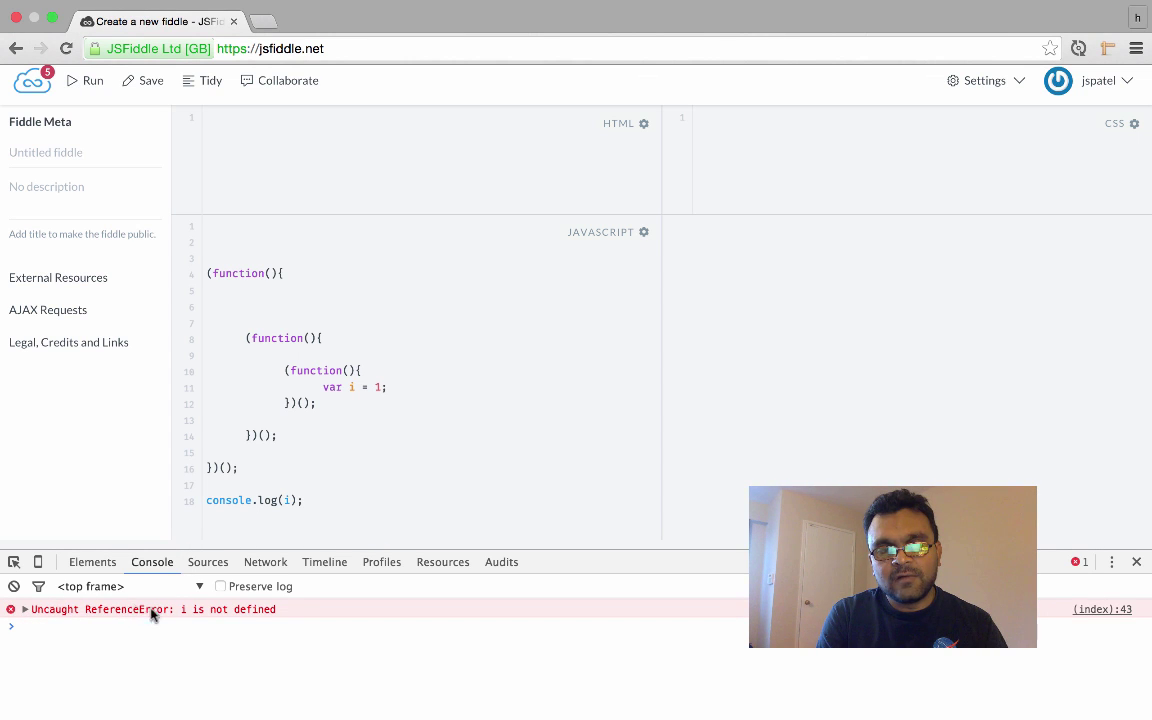 Create a new fiddle - JSFid
h
JSFiddle Ltd [GB] https://jsfiddle.net
5
Run Save Tidy Collaborate Settings jspatel
Fiddle Meta
Untitled fiddle
No description
Add title to make the fiddle public.
External Resources
AJAX Requests
Legal, Credits and Links
1 HTML
1 CSS
JAVASCRIPT
1
2
3
4 (function(){
5
6
7
8 (function(){
9
10 (function(){
11 var i = 1;
12 })();
13
14 })();
15
16 })();
17
18 console.log(i);
Elements Console Sources Network Timeline Profiles Resources Audits 1
<top frame> Preserve log
Uncaught ReferenceError: i is not defined (index):43
>